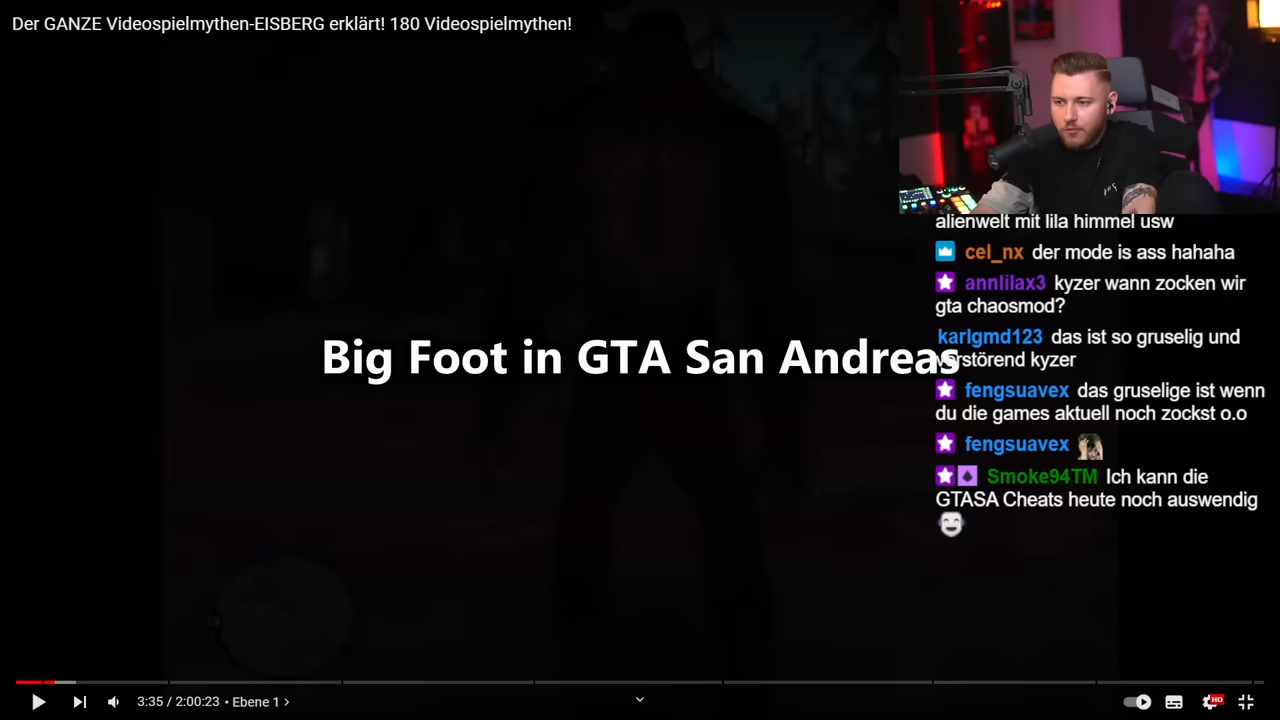 Der GANZE Videospielmythen-EISBERG erklärt! 180 Videospielmythen!
alienwelt mit lila himmel usw
cel_nx der mode is ass hahaha
annlilax3 kyzer wann zocken wir
gta chaosmod?
karlgmd123 das ist so gruselig und
verstörend kyzer
Big Foot in GTA San Andreas
fengsuavex das gruselige ist wenn
du die games aktuell noch zockst o.o
fengsuavex
Smoke94TM Ich kann die
GTASA Cheats heute noch auswendig
3:35 / 2:00:23 • Ebene 1 >
HD